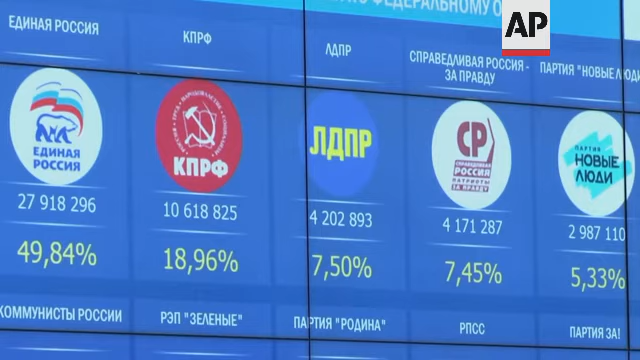 ФЕДЕРАЛЬНОМУ
AP
ЕДИНАЯ РОССИЯ
КПРФ
ЛДПР
СПРАВЕДЛИВАЯ РОССИЯ -
ЗА ПРАВДУ
ПАРТИЯ "НОВЫЕ ЛЮДИ
ЕДИНАЯ
РОССИЯ
КПРФ
ЛДПР
СР
СПРАВЕДЛИВАЯ
РОССИЯ
ПАТРИОТЫ
ЗА ПРАВДУ
ПАРТИЯ
НОВЫЕ
ЛЮДИ
27 918 296
10 618 825
4 202 893
4 171 287
2 987 110
49,84%
18,96%
7,50%
7,45%
5,33%
КОММУНИСТЫ РОССИИ
РЭП "ЗЕЛЕНЫЕ"
ПАРТИЯ "РОДИНА"
РПСС
ПАРТИЯ ЗА!